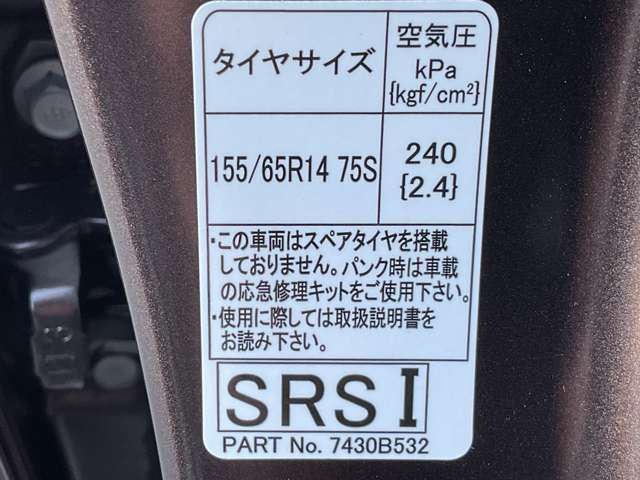 タイヤサイズ
空気圧
kPa
{kgf/cm²}
155/65R14 75S
240
{2.4}
・この車両はスペアタイヤを搭載
しておりません。パンク時は車載
の応急修理キットをご使用下さい。
・使用に際しては取扱説明書を
お読み下さい。
SRS I
PART No. 7430B532